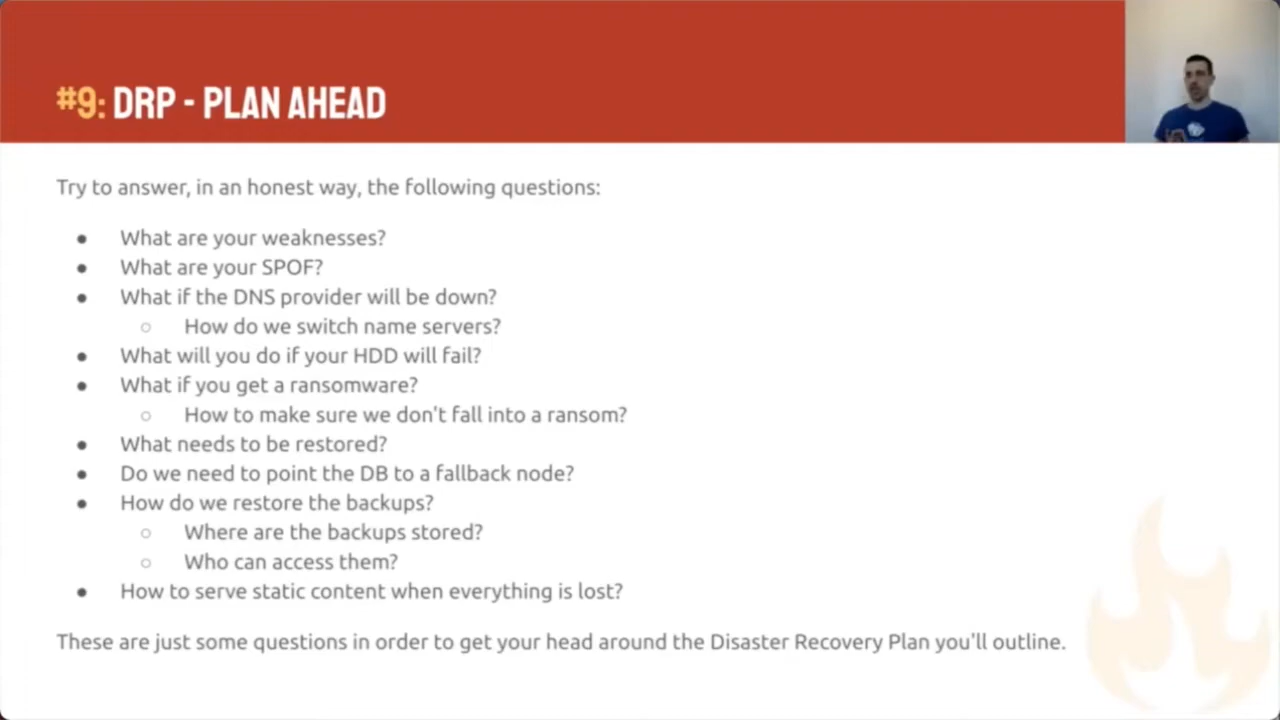 #9: DRP - PLAN AHEAD
Try to answer, in an honest way, the following questions:
● What are your weaknesses?
● What are your SPOF?
● What if the DNS provider will be down?
○ How do we switch name servers?
● What will you do if your HDD will fail?
● What if you get a ransomware?
○ How to make sure we don't fall into a ransom?
● What needs to be restored?
● Do we need to point the DB to a fallback node?
● How do we restore the backups?
○ Where are the backups stored?
○ Who can access them?
● How to serve static content when everything is lost?
These are just some questions in order to get your head around the Disaster Recovery Plan you'll outline.